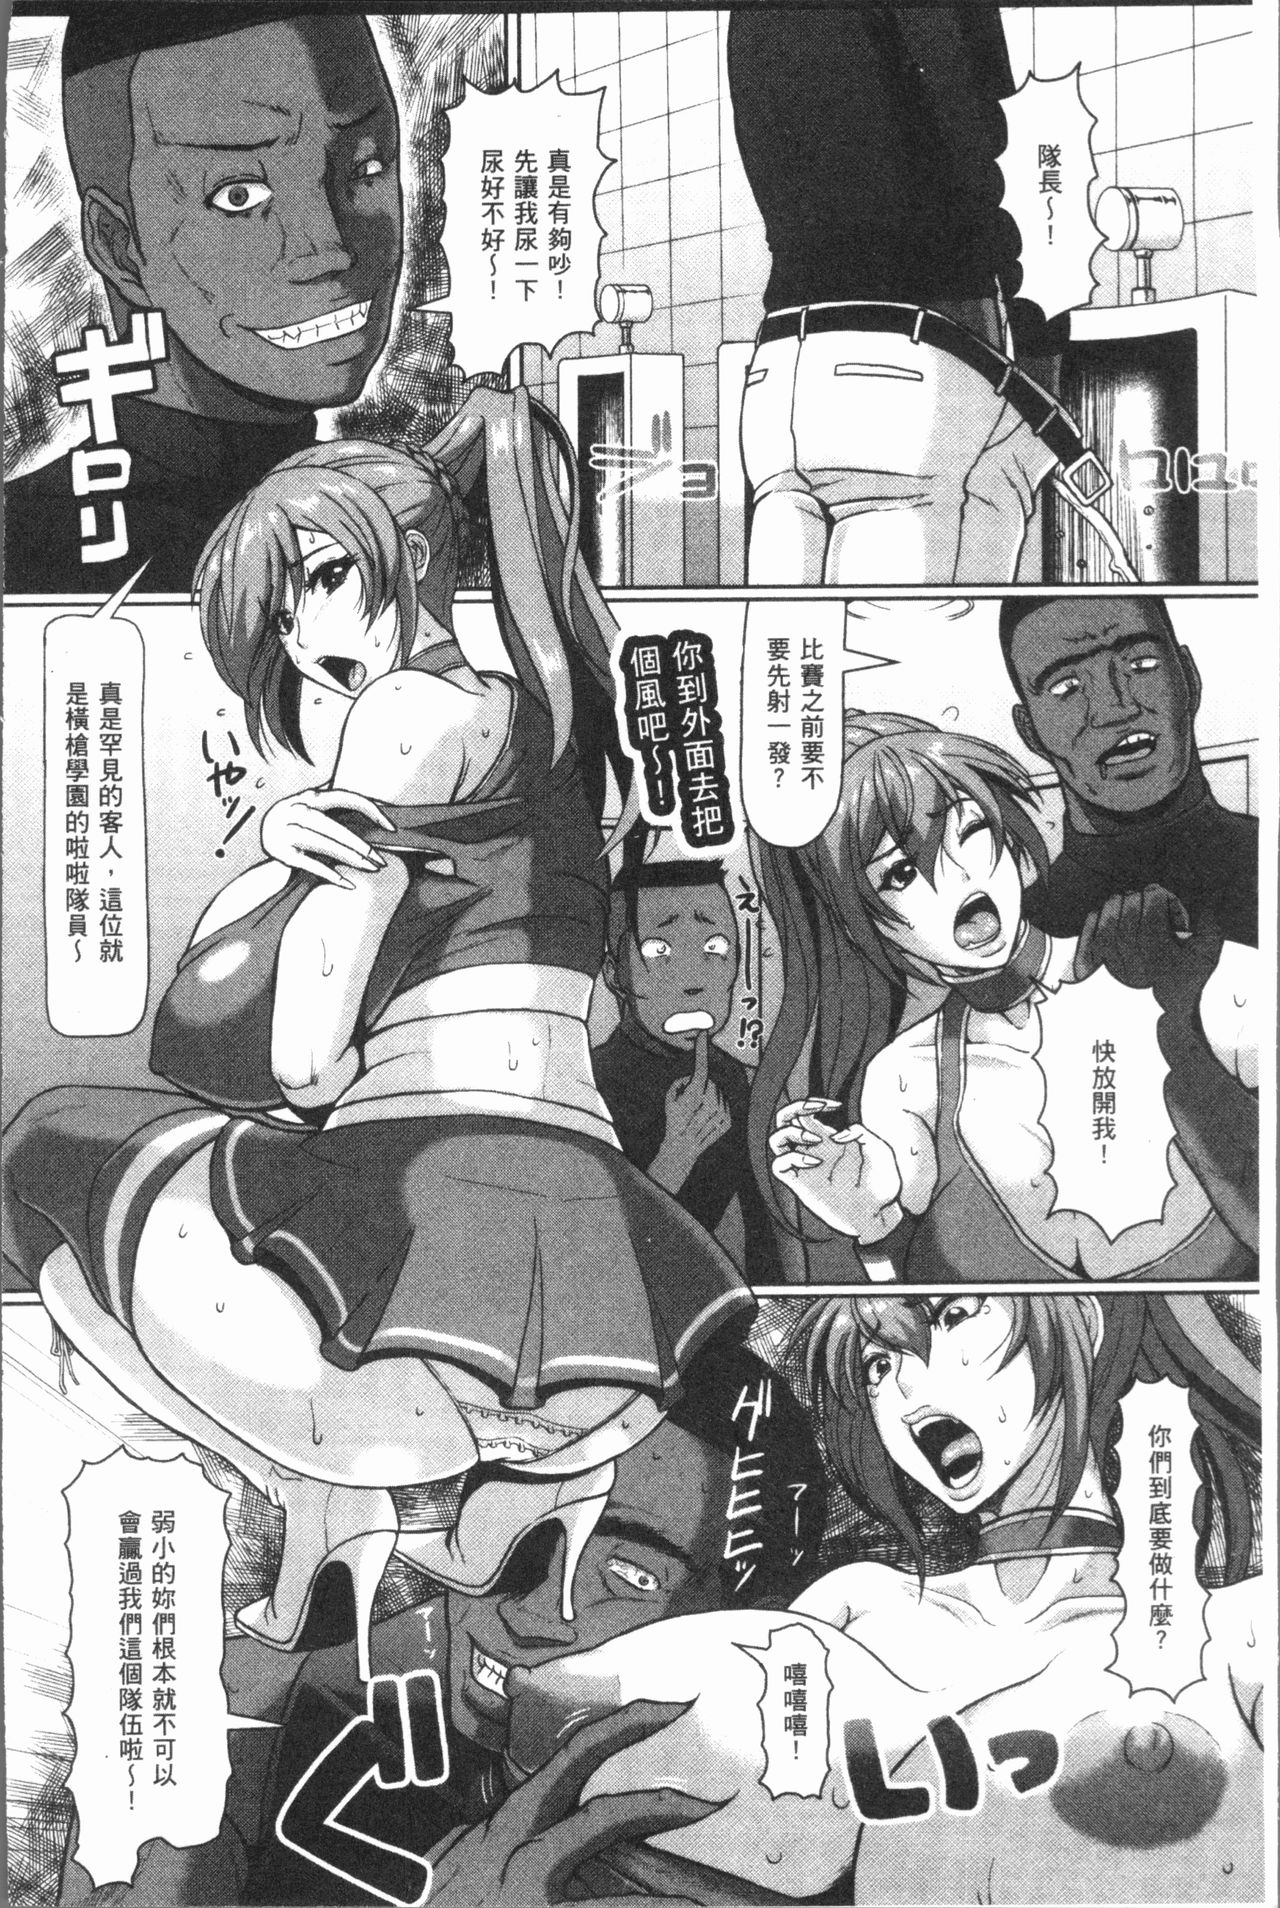 隊長～！
真是有夠吵！
先讓我尿一下
尿好不好～！
ジョ
ギロリ
比賽之前要不
要先射一發？
快放開我！
你到外面去把
個風吧～！
えーーっ!?
いやッ！
真是罕見的客人，這位就
是橫槍學園的啦啦隊員～
你們到底要做什麼？
嘻嘻嘻！
ゲヒヒヒ
フーッ
フーッ
ぐいっ
弱小的妳們根本就不可以
會贏過我們這個隊伍啦～！